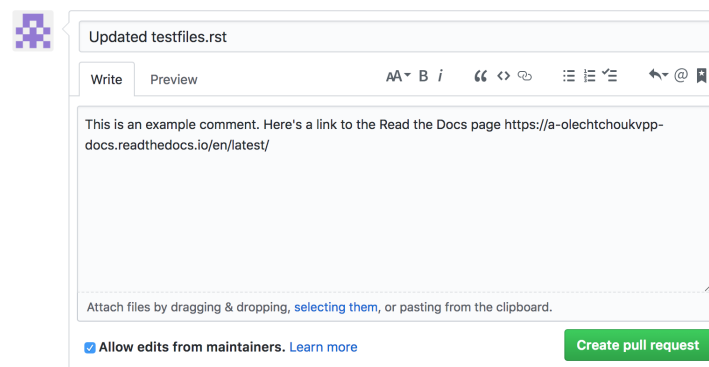 Updated testfiles.rst
Write Preview AA B i “ <> @
This is an example comment. Here's a link to the Read the Docs page https://a-olechtchoukvpp-
docs.readthedocs.io/en/latest/
Attach files by dragging & dropping, selecting them, or pasting from the clipboard.
Allow edits from maintainers. Learn more
Create pull request